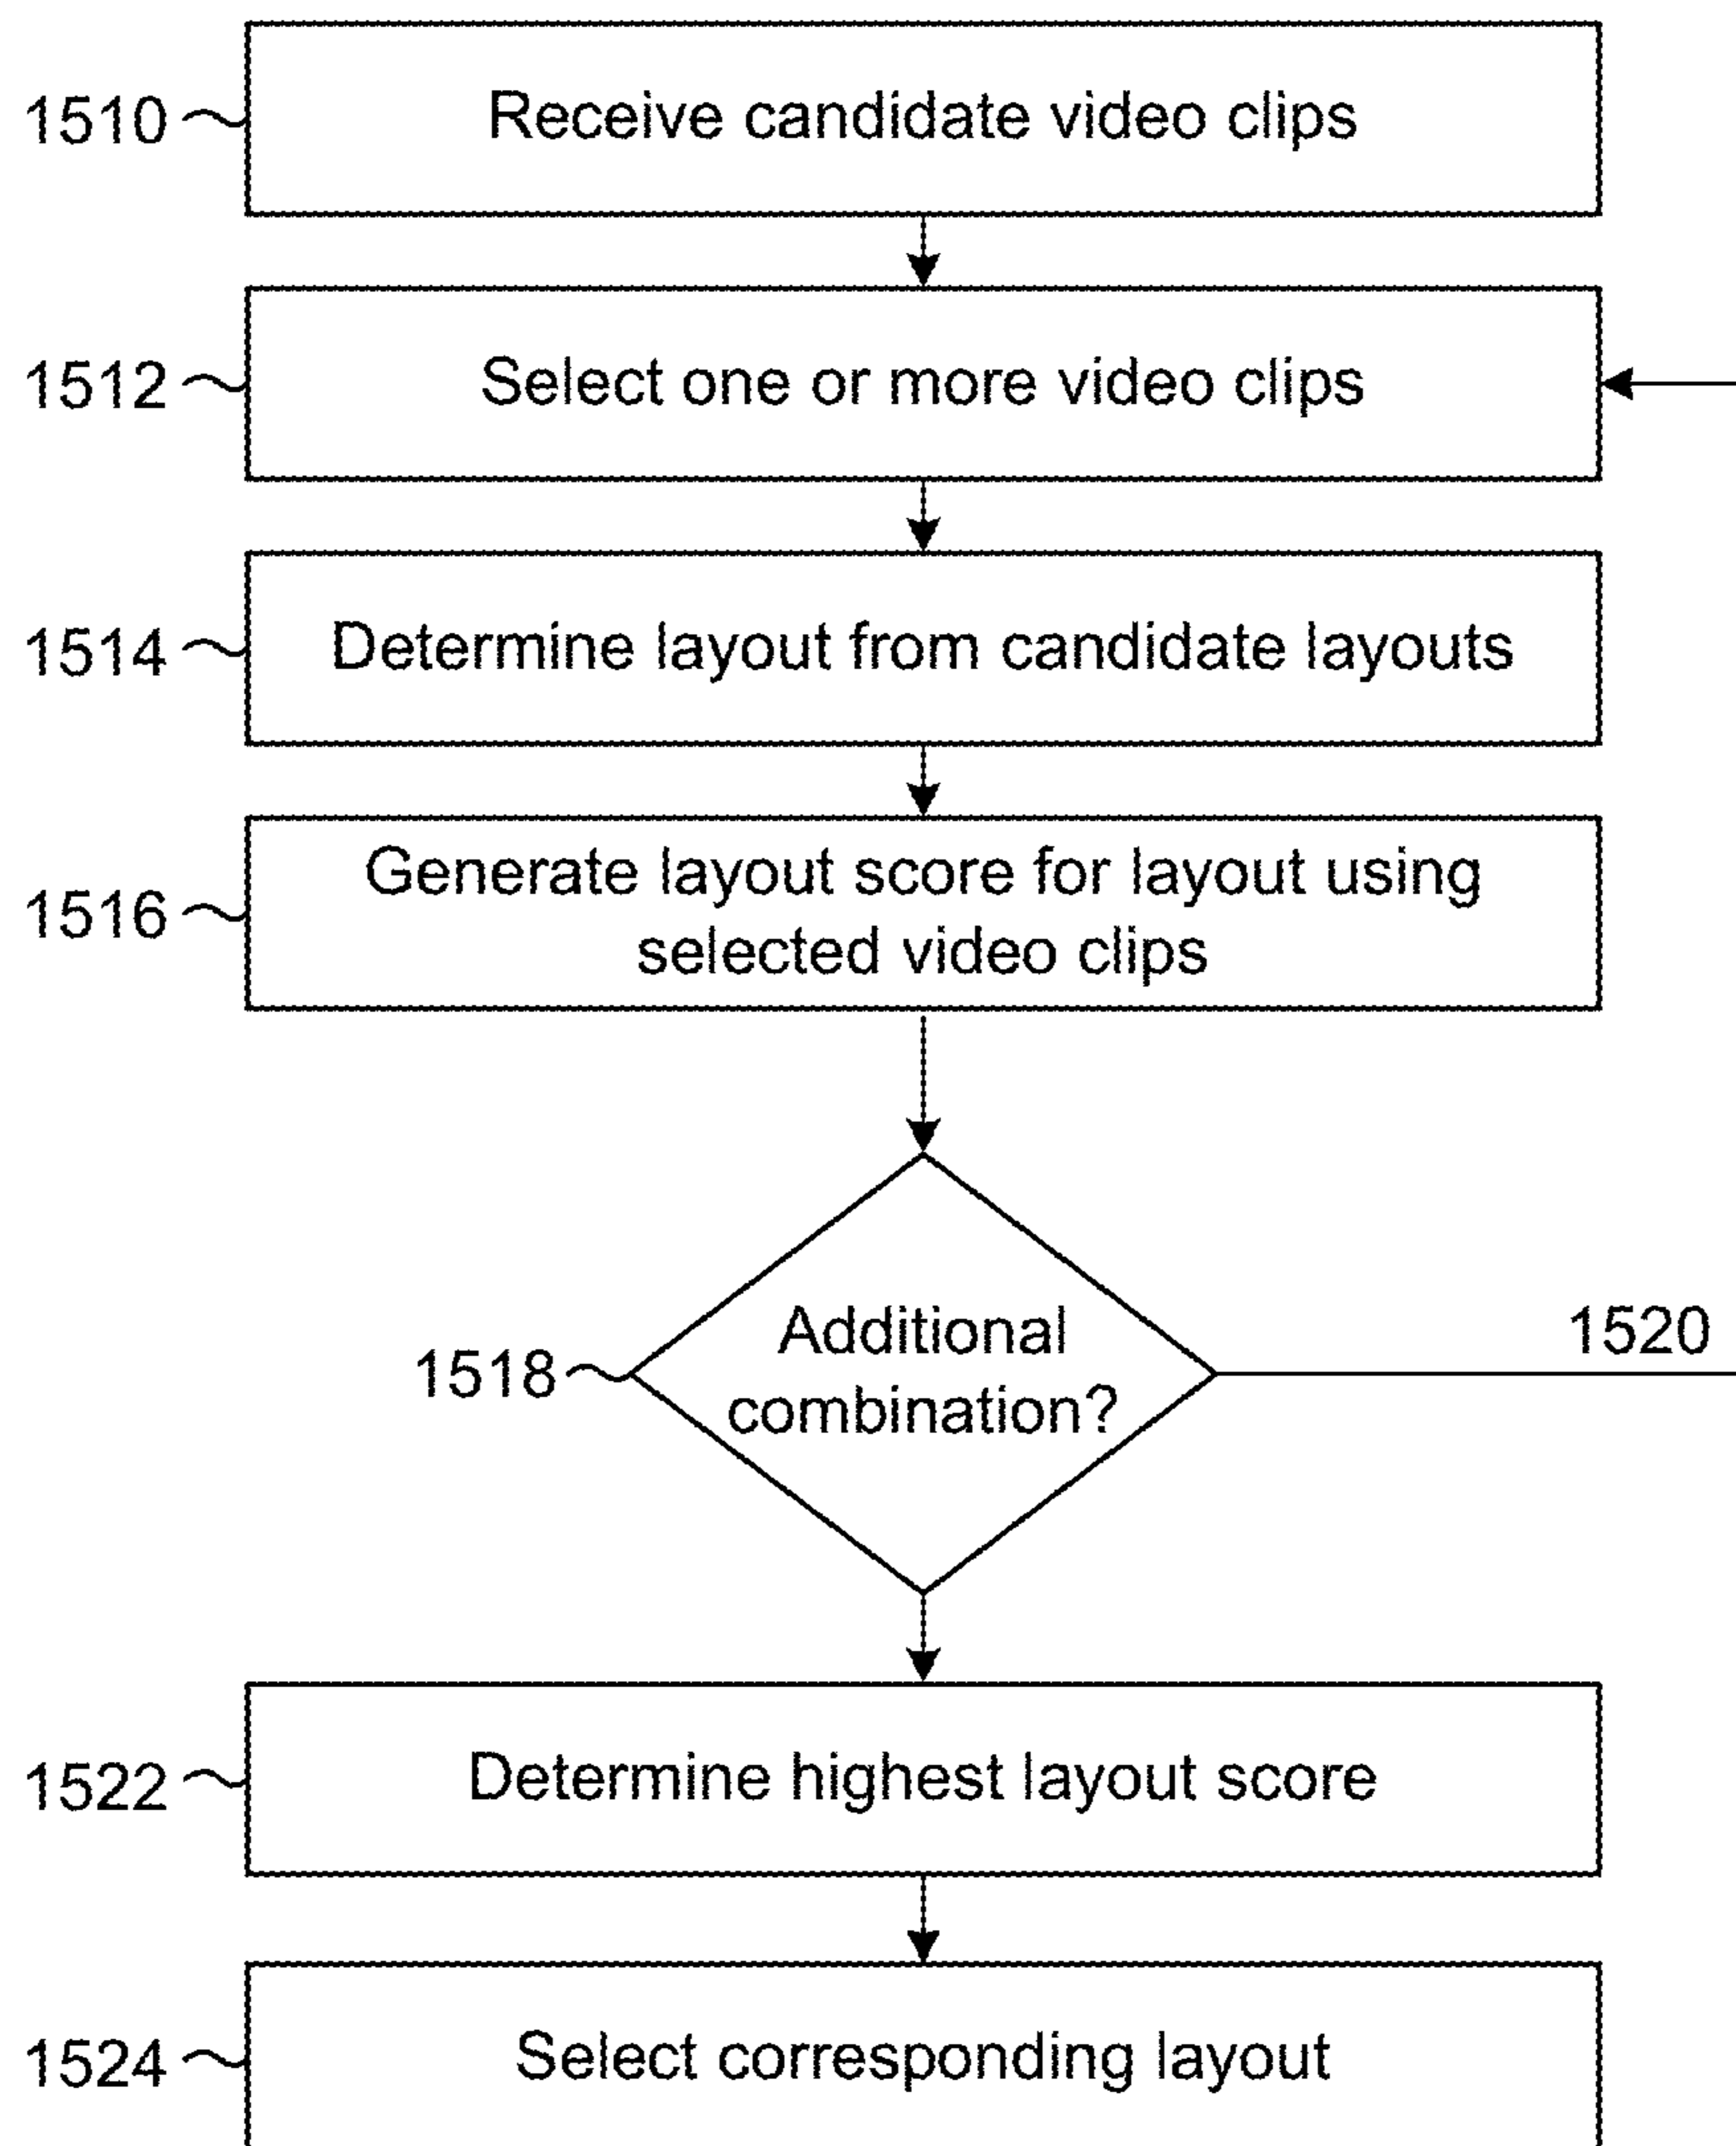 1510
Receive candidate video clips
1512
Select one or more video clips
1514
Determine layout from candidate layouts
1516
Generate layout score for layout using
selected video clips
1518
Additional
combination?
1520
1522
Determine highest layout score
1524
Select corresponding layout